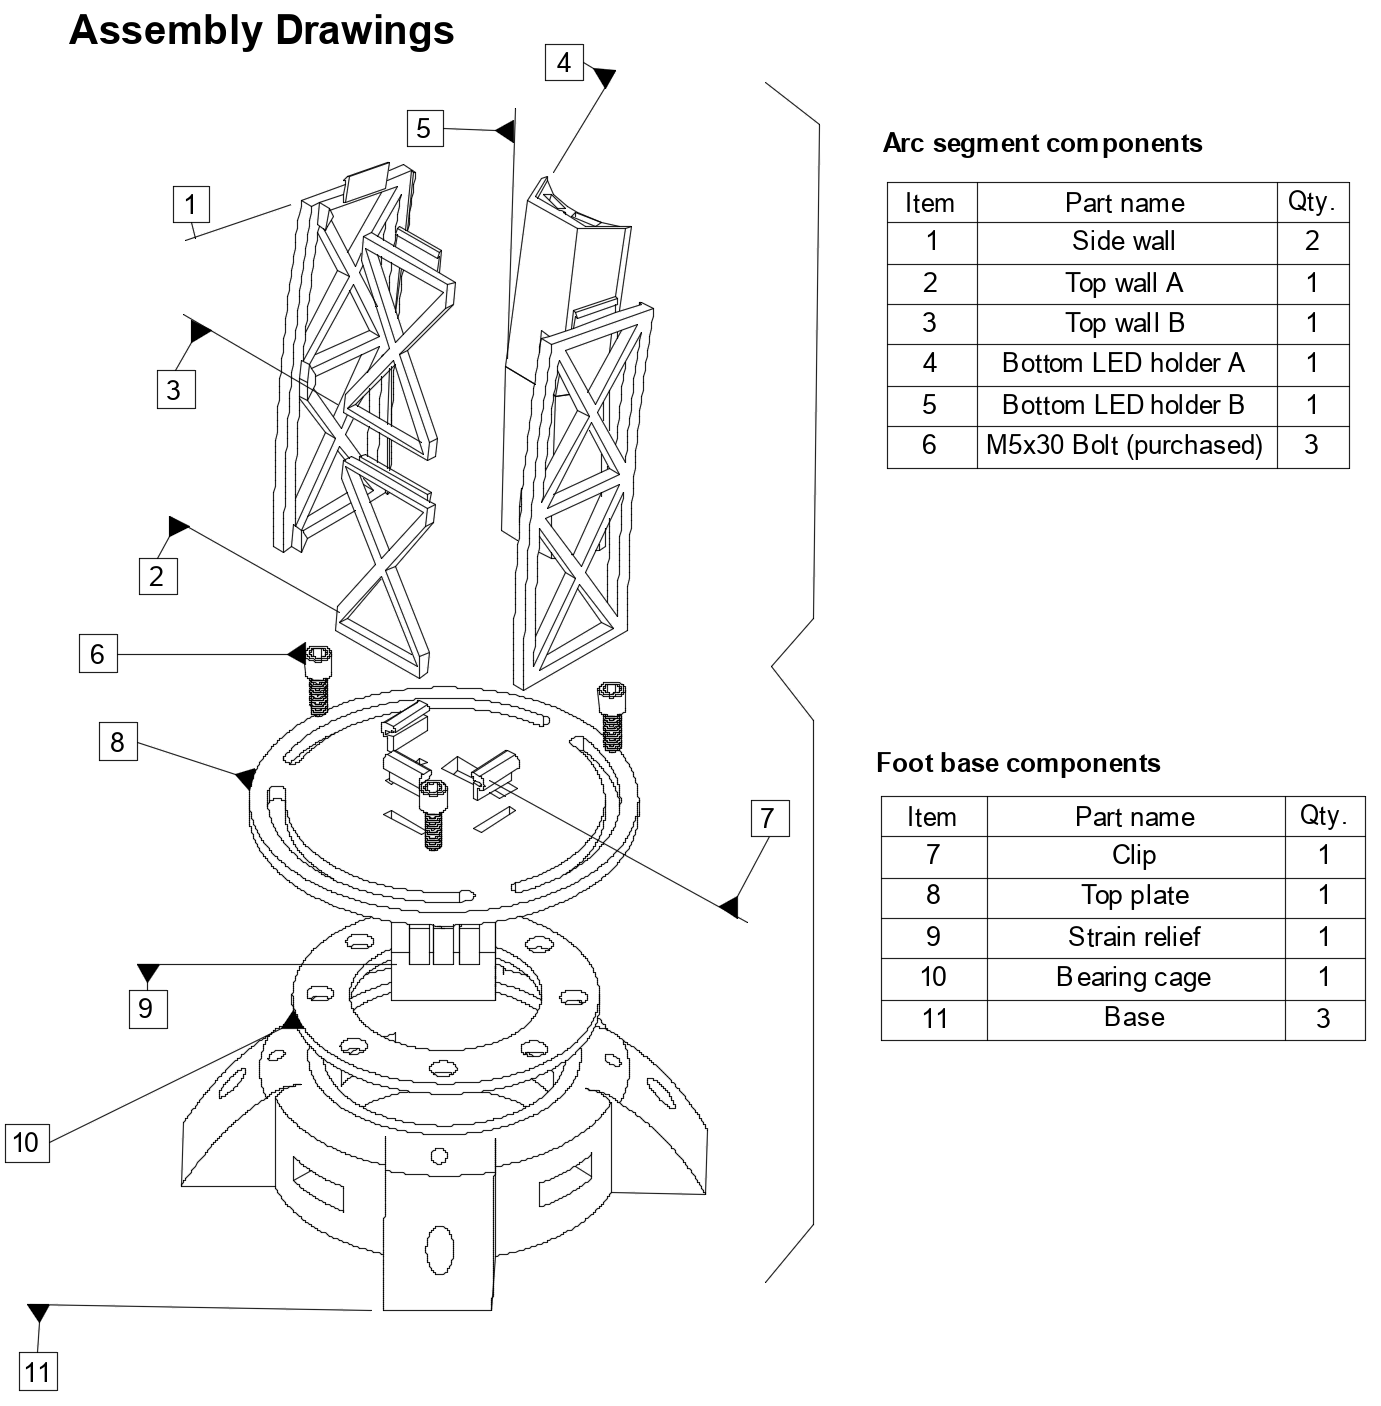 Assembly Drawings
4
5
1
3
2
6
8
7
9
10
11
Arc segment components
Item Part name Qty.
1 Side wall 2
2 Top wall A 1
3 Top wall B 1
4 Bottom LED holder A 1
5 Bottom LED holder B 1
6 M5x30 Bolt (purchased) 3
Foot base components
Item Part name Qty.
7 Clip 1
8 Top plate 1
9 Strain relief 1
10 Bearing cage 1
11 Base 3